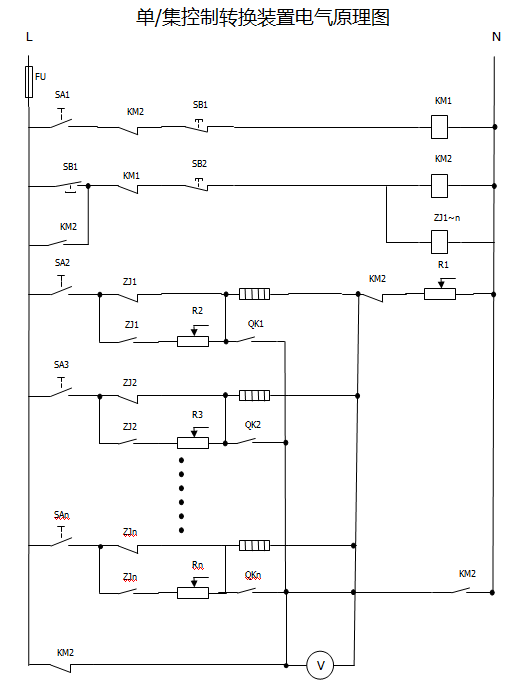 单/集控制转换装置电气原理图
L N
FU
SA1 KM2 SB1 KM1
SB1 KM1 SB2 KM2
KM2 ZJ1~n
SA2 ZJ1 KM2 R1
ZJ1 R2 QK1
SA3 ZJ2
ZJ2 R3 QK2
SAn ZJn
ZJn Rn QKn KM2
KM2 V